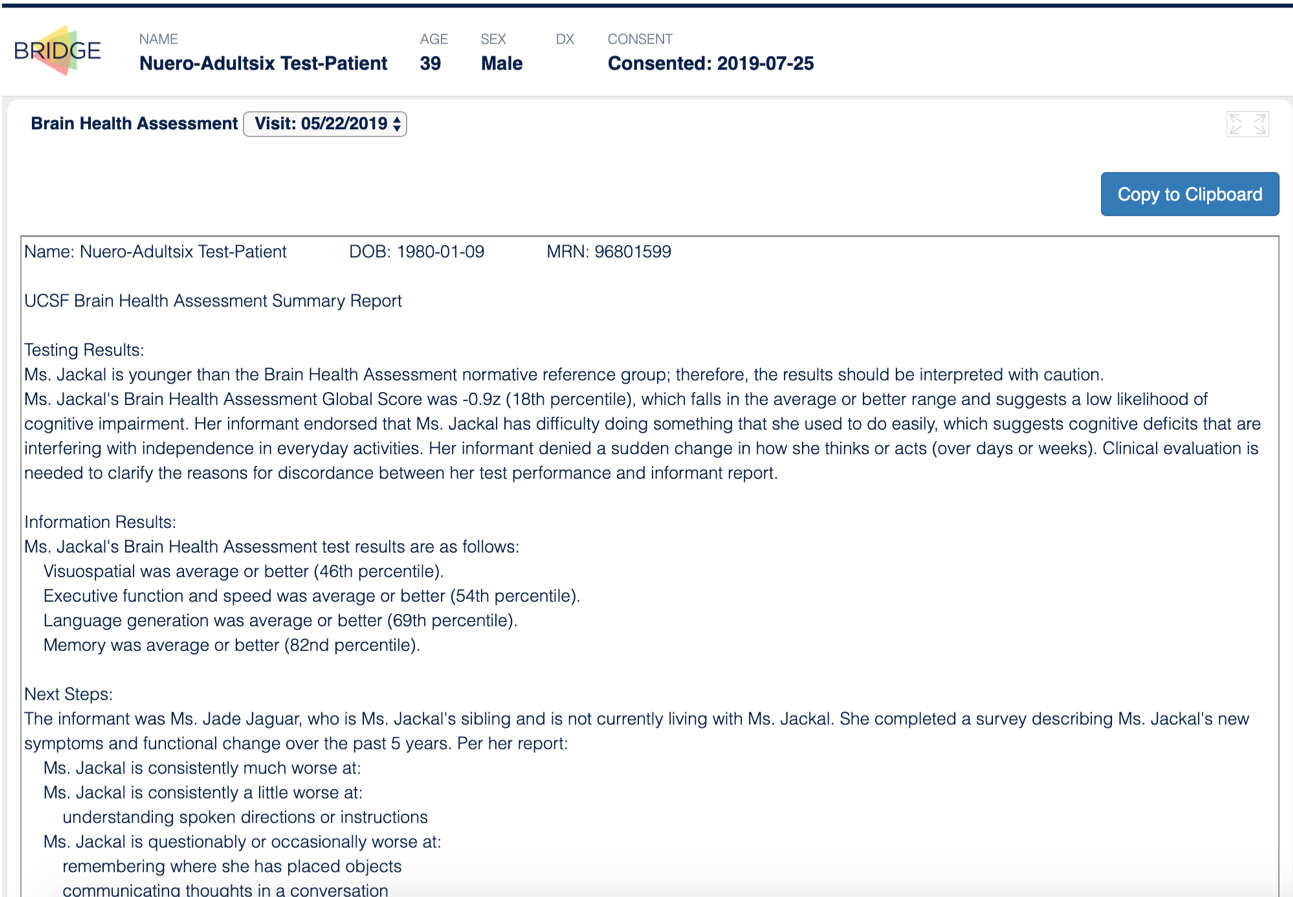 BRIDGE
NAME AGE SEX DX CONSENT
Nuero-Adultsix Test-Patient 39 Male Consented: 2019-07-25
Brain Health Assessment Visit: 05/22/2019
Copy to Clipboard
Name: Nuero-Adultsix Test-Patient DOB: 1980-01-09 MRN: 96801599
UCSF Brain Health Assessment Summary Report
Testing Results:
Ms. Jackal is younger than the Brain Health Assessment normative reference group; therefore, the results should be interpreted with caution.
Ms. Jackal's Brain Health Assessment Global Score was -0.9z (18th percentile), which falls in the average or better range and suggests a low likelihood of
cognitive impairment. Her informant endorsed that Ms. Jackal has difficulty doing something that she used to do easily, which suggests cognitive deficits that are
interfering with independence in everyday activities. Her informant denied a sudden change in how she thinks or acts (over days or weeks). Clinical evaluation is
needed to clarify the reasons for discordance between her test performance and informant report.
Information Results:
Ms. Jackal's Brain Health Assessment test results are as follows:
Visuospatial was average or better (46th percentile).
Executive function and speed was average or better (54th percentile).
Language generation was average or better (69th percentile).
Memory was average or better (82nd percentile).
Next Steps:
The informant was Ms. Jade Jaguar, who is Ms. Jackal's sibling and is not currently living with Ms. Jackal. She completed a survey describing Ms. Jackal's new
symptoms and functional change over the past 5 years. Per her report:
Ms. Jackal is consistently much worse at:
Ms. Jackal is consistently a little worse at:
understanding spoken directions or instructions
Ms. Jackal is questionably or occasionally worse at:
remembering where she has placed objects
communicating thoughts in a conversation